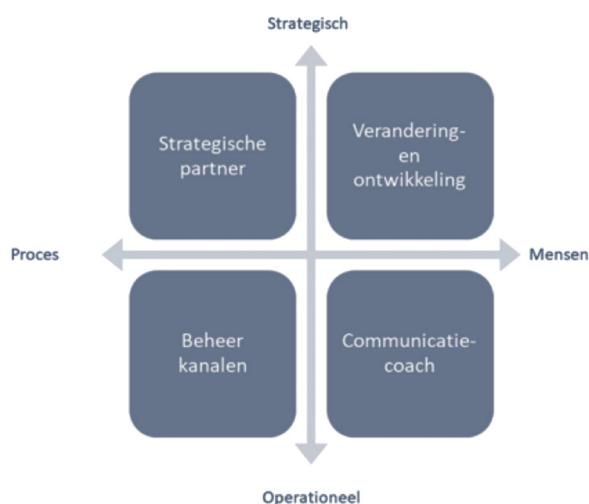 Strategisch
Strategische
partner
Verandering-
en
ontwikkeling
Proces
Mensen
Beheer
kanalen
Communicatie-
coach
Operationeel